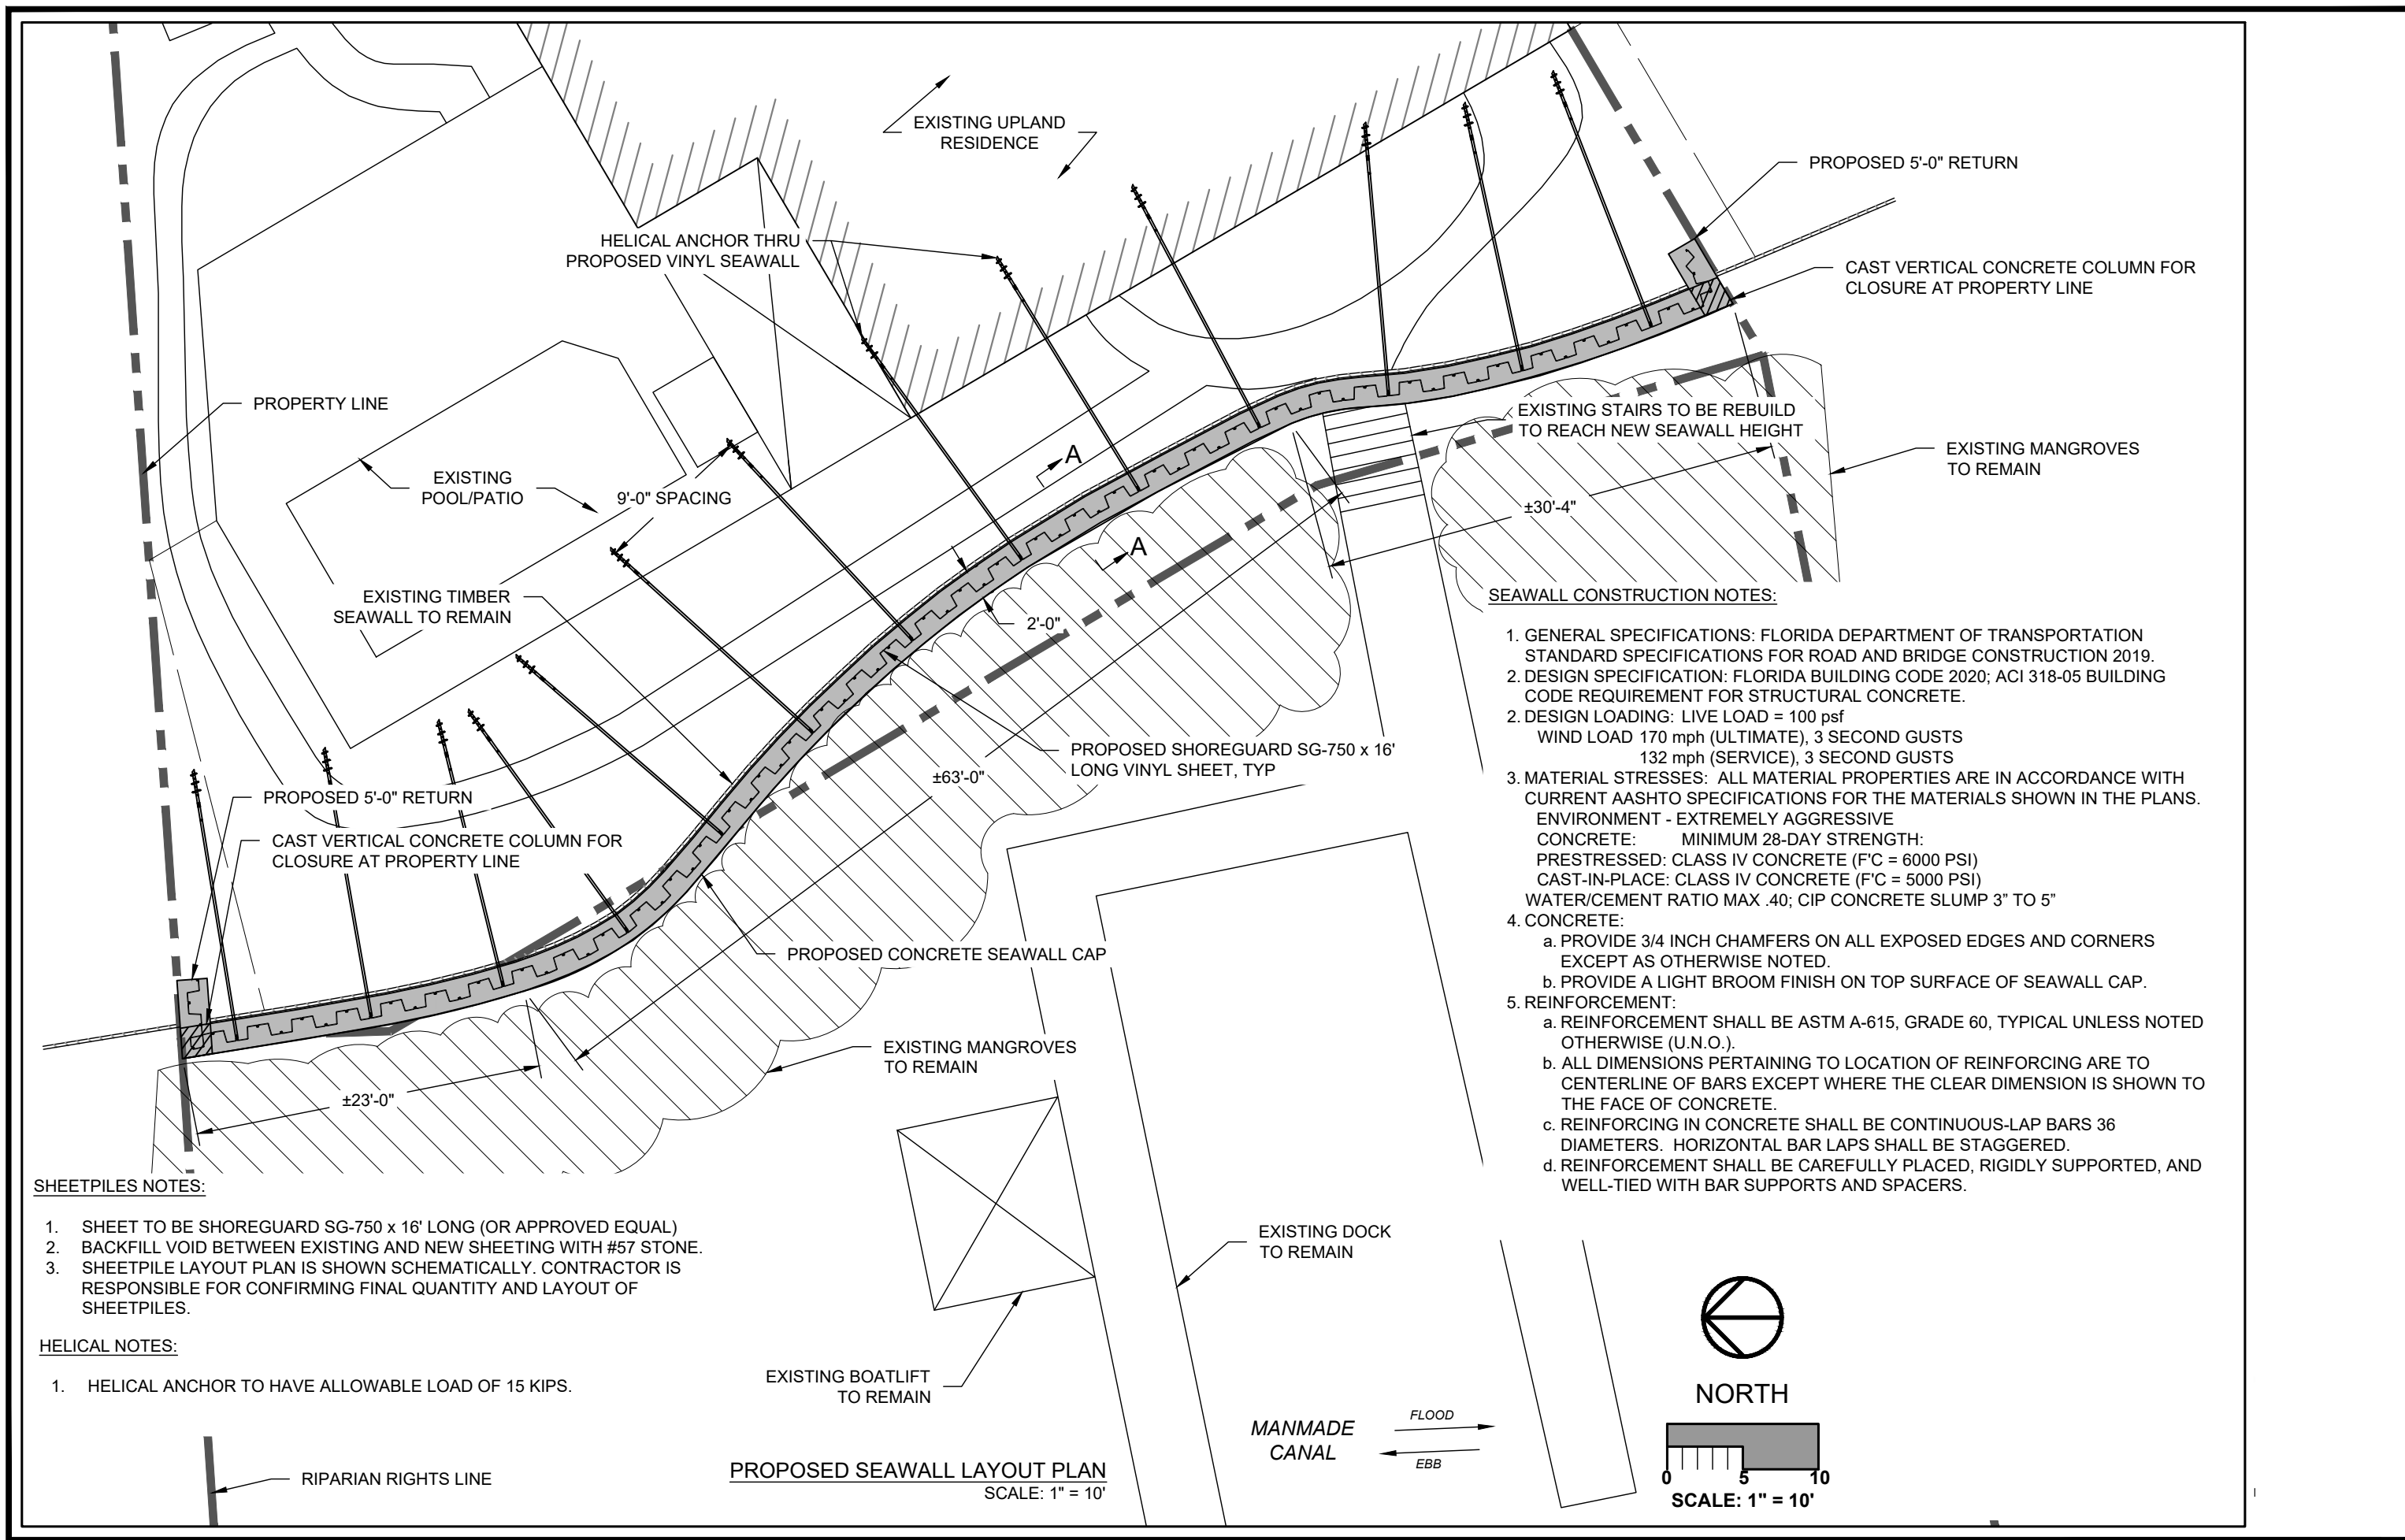 EXISTING UPLAND
RESIDENCE
PROPOSED 5'-0" RETURN
HELICAL ANCHOR THRU
PROPOSED VINYL SEAWALL
CAST VERTICAL CONCRETE COLUMN FOR
CLOSURE AT PROPERTY LINE
PROPERTY LINE
EXISTING STAIRS TO BE REBUILD
TO REACH NEW SEAWALL HEIGHT
EXISTING MANGROVES
TO REMAIN
A
EXISTING
POOL/PATIO
9'-0" SPACING
±30'-4"
A
EXISTING TIMBER
SEAWALL TO REMAIN
2'-0"
PROPOSED SHOREGUARD SG-750 x 16'
LONG VINYL SHEET, TYP
±63'-0"
PROPOSED 5'-0" RETURN
CAST VERTICAL CONCRETE COLUMN FOR
CLOSURE AT PROPERTY LINE
PROPOSED CONCRETE SEAWALL CAP
EXISTING MANGROVES
TO REMAIN
±23'-0"
SEAWALL CONSTRUCTION NOTES:
1. GENERAL SPECIFICATIONS: FLORIDA DEPARTMENT OF TRANSPORTATION
STANDARD SPECIFICATIONS FOR ROAD AND BRIDGE CONSTRUCTION 2019.
2. DESIGN SPECIFICATION: FLORIDA BUILDING CODE 2020; ACI 318-05 BUILDING
CODE REQUIREMENT FOR STRUCTURAL CONCRETE.
2. DESIGN LOADING: LIVE LOAD = 100 psf
WIND LOAD 170 mph (ULTIMATE), 3 SECOND GUSTS
132 mph (SERVICE), 3 SECOND GUSTS
3. MATERIAL STRESSES: ALL MATERIAL PROPERTIES ARE IN ACCORDANCE WITH
CURRENT AASHTO SPECIFICATIONS FOR THE MATERIALS SHOWN IN THE PLANS.
ENVIRONMENT - EXTREMELY AGGRESSIVE
CONCRETE: MINIMUM 28-DAY STRENGTH:
PRESTRESSED: CLASS IV CONCRETE (F'C = 6000 PSI)
CAST-IN-PLACE: CLASS IV CONCRETE (F'C = 5000 PSI)
WATER/CEMENT RATIO MAX .40; CIP CONCRETE SLUMP 3” TO 5”
4. CONCRETE:
a. PROVIDE 3/4 INCH CHAMFERS ON ALL EXPOSED EDGES AND CORNERS
EXCEPT AS OTHERWISE NOTED.
b. PROVIDE A LIGHT BROOM FINISH ON TOP SURFACE OF SEAWALL CAP.
5. REINFORCEMENT:
a. REINFORCEMENT SHALL BE ASTM A-615, GRADE 60, TYPICAL UNLESS NOTED
OTHERWISE (U.N.O.).
b. ALL DIMENSIONS PERTAINING TO LOCATION OF REINFORCING ARE TO
CENTERLINE OF BARS EXCEPT WHERE THE CLEAR DIMENSION IS SHOWN TO
THE FACE OF CONCRETE.
c. REINFORCING IN CONCRETE SHALL BE CONTINUOUS-LAP BARS 36
DIAMETERS. HORIZONTAL BAR LAPS SHALL BE STAGGERED.
d. REINFORCEMENT SHALL BE CAREFULLY PLACED, RIGIDLY SUPPORTED, AND
WELL-TIED WITH BAR SUPPORTS AND SPACERS.
SHEETPILES NOTES:
1. SHEET TO BE SHOREGUARD SG-750 x 16' LONG (OR APPROVED EQUAL)
2. BACKFILL VOID BETWEEN EXISTING AND NEW SHEETING WITH #57 STONE.
3. SHEETPILE LAYOUT PLAN IS SHOWN SCHEMATICALLY. CONTRACTOR IS
RESPONSIBLE FOR CONFIRMING FINAL QUANTITY AND LAYOUT OF
SHEETPILES.
HELICAL NOTES:
1. HELICAL ANCHOR TO HAVE ALLOWABLE LOAD OF 15 KIPS.
RIPARIAN RIGHTS LINE
EXISTING DOCK
TO REMAIN
EXISTING BOATLIFT
TO REMAIN
PROPOSED SEAWALL LAYOUT PLAN
SCALE: 1" = 10'
MANMADE
CANAL
FLOOD
EBB
NORTH
0 5 10
SCALE: 1" = 10'